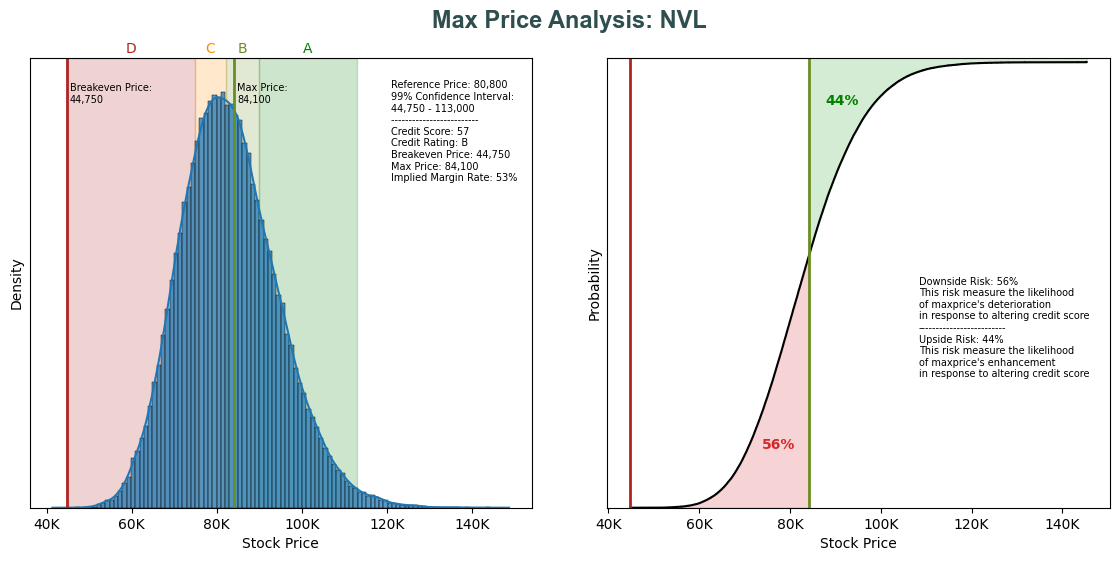 Max Price Analysis: NVL
D C B A
Breakeven Price:
44,750
Max Price:
84,100
Reference Price: 80,800
99% Confidence Interval:
44,750 - 113,000
-------------------------
Credit Score: 57
Credit Rating: B
Breakeven Price: 44,750
Max Price: 84,100
Implied Margin Rate: 53%
Density
40K 60K 80K 100K 120K 140K
Stock Price
44%
56%
Downside Risk: 56%
This risk measure the likelihood
of maxprice's deterioration
in response to altering credit score
-------------------------
Upside Risk: 44%
This risk measure the likelihood
of maxprice's enhancement
in response to altering credit score
Probability
40K 60K 80K 100K 120K 140K
Stock Price